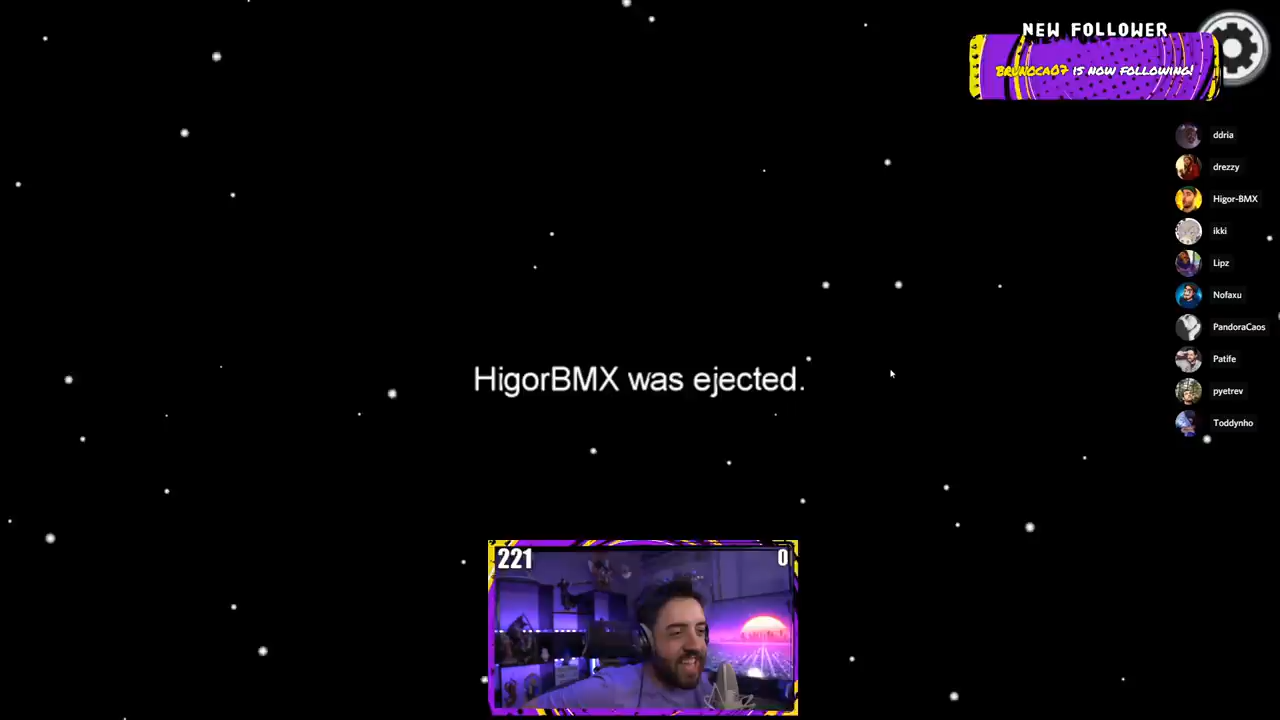 NEW FOLLOWER
BRUNOCA07 IS NOW FOLLOWING!
ddria
drezzy
Higor-BMX
ikki
Lipz
Nofaxu
PandoraCaos
Patife
pyetrev
Toddynho
HigorBMX was ejected.
221
0